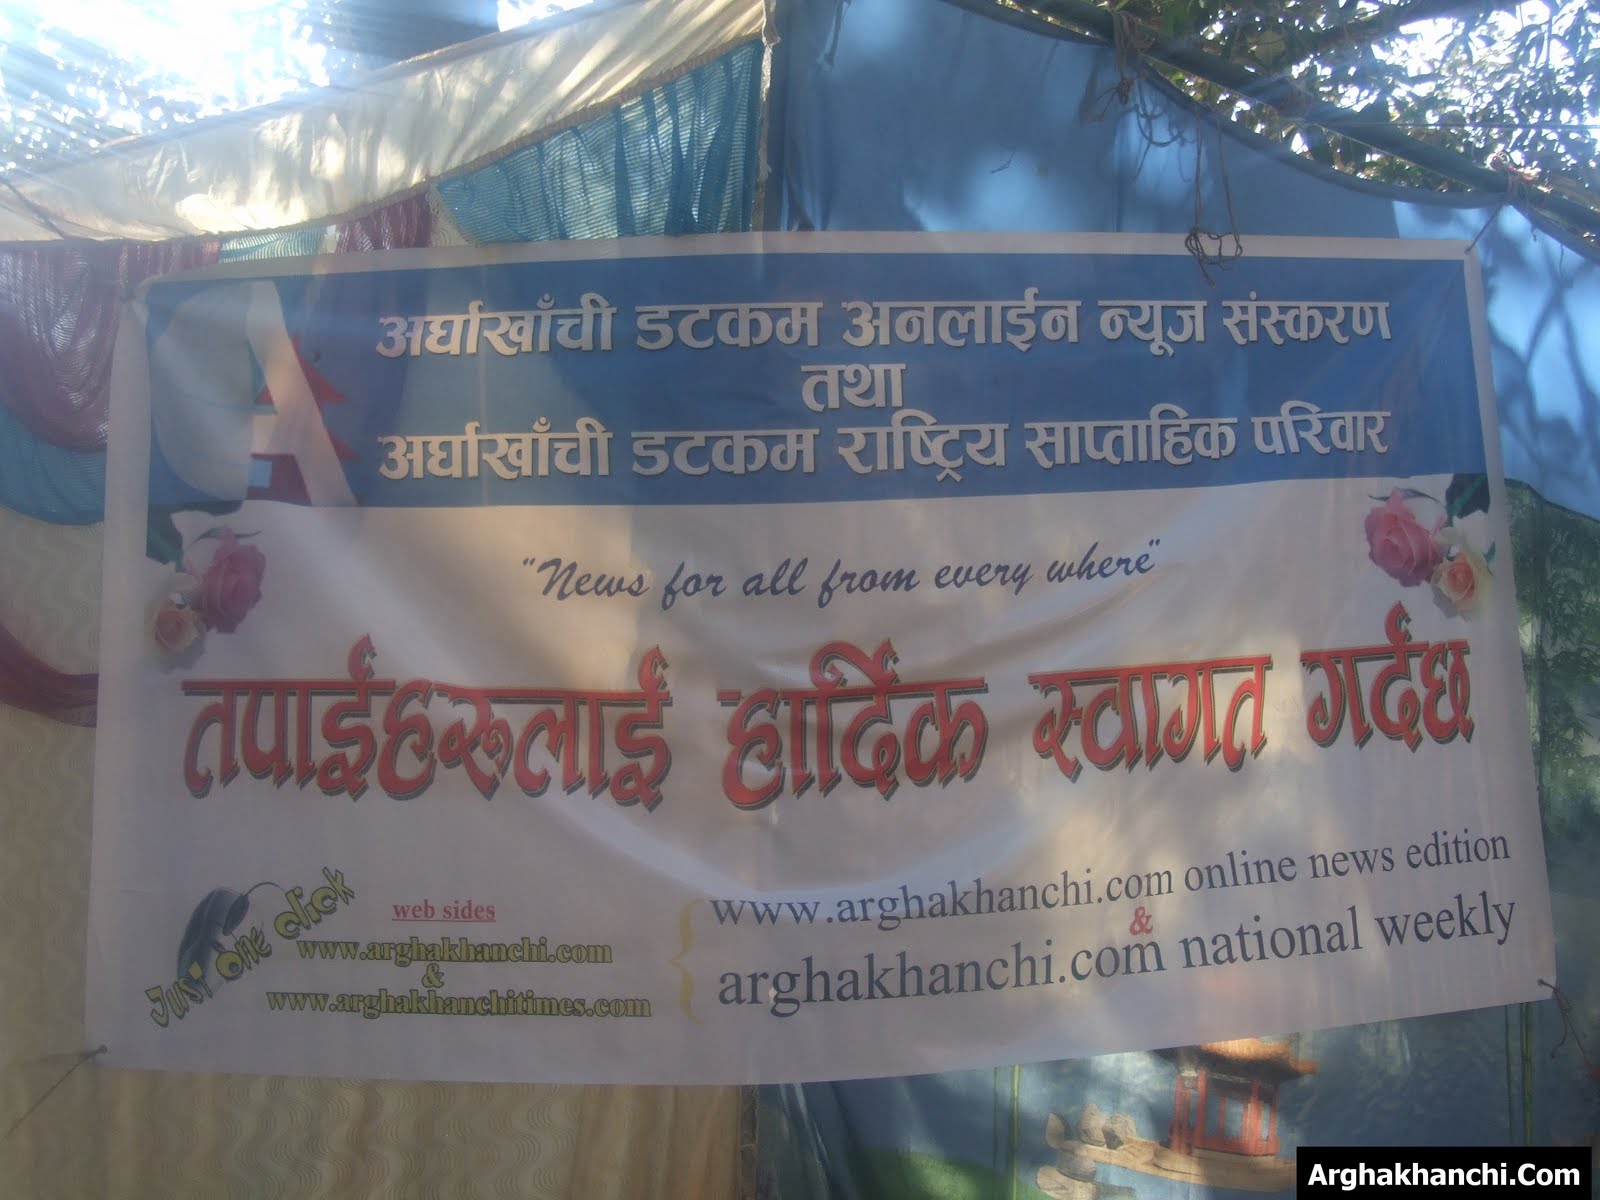 अर्घाखाँची डटकम अनलाईन न्यूज संस्करण
तथा
अर्घाखाँची डटकम राष्ट्रिय साप्ताहिक परिवार
"News for all from every where"
तपाईंहरूलाई हार्दिक स्वागत गर्दछ
Just one click
web sides
www.arghakhanchi.com
&
www.arghakhanchitimes.com
www.arghakhanchi.com online news edition
&
arghakhanchi.com national weekly
Arghakhanchi.Com